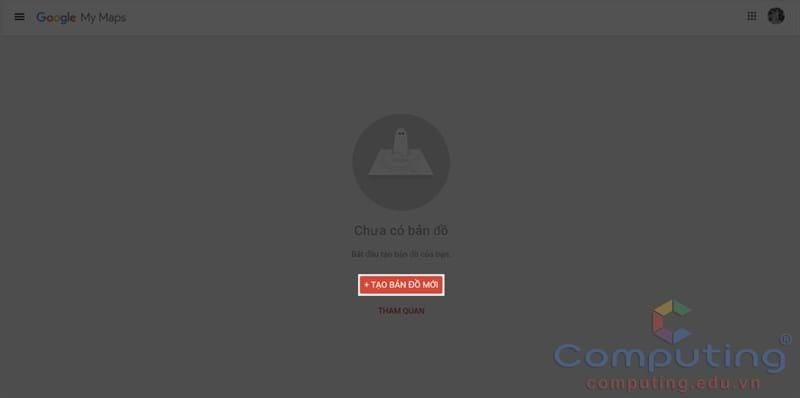 Google My Maps
Chưa có bản đồ
Bắt đầu tạo bản đồ của bạn.
+ TẠO BẢN ĐỒ MỚI
THAM QUAN
Computing®
computing.edu.vn